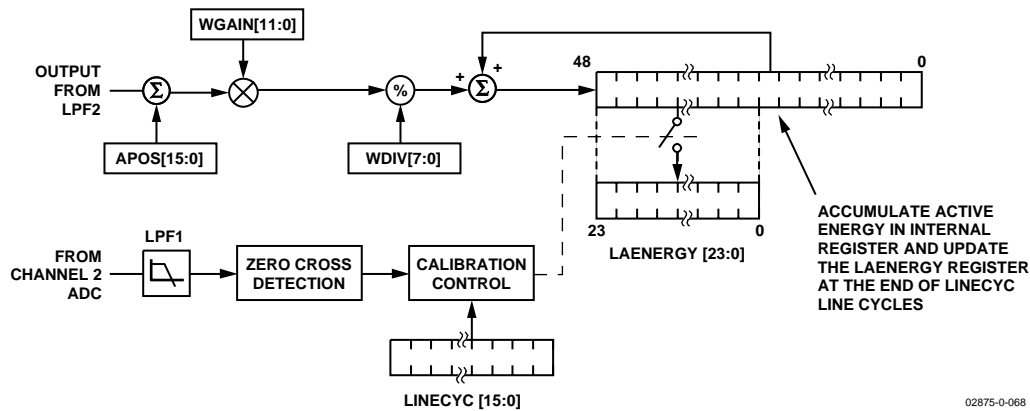 WGAIN[11:0]
OUTPUT
FROM
LPF2
Σ
%
+
+
Σ
48
0
APOS[15:0]
WDIV[7:0]
23
0
LAENERGY [23:0]
ACCUMULATE ACTIVE
ENERGY IN INTERNAL
REGISTER AND UPDATE
THE LAENERGY REGISTER
AT THE END OF LINECYC
LINE CYCLES
FROM
CHANNEL 2
ADC
LPF1
ZERO CROSS
DETECTION
CALIBRATION
CONTROL
LINECYC [15:0]
02875-0-068